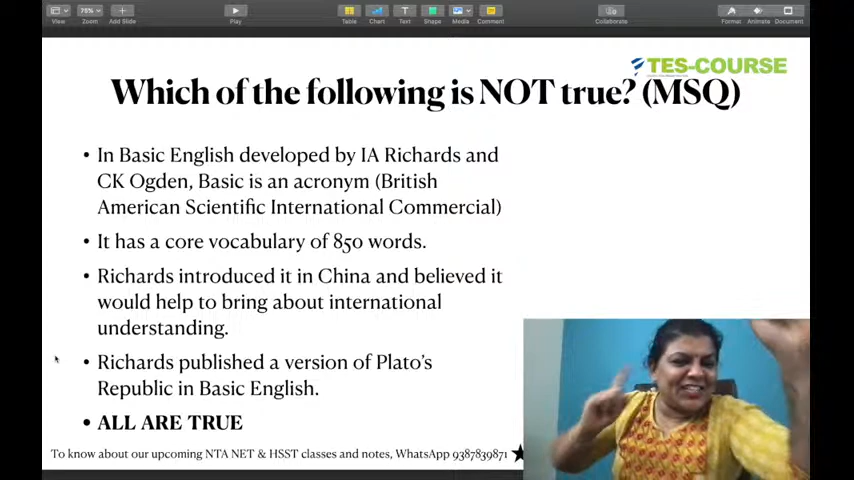 View
75%
Zoom
Add Slide
Play
Table
Chart
Text
Shape
Media
Comment
Collaborate
Format
Animate
Document
TES-COURSE
Which of the following is NOT true? (MSQ)
• In Basic English developed by IA Richards and
CK Ogden, Basic is an acronym (British
American Scientific International Commercial)
• It has a core vocabulary of 850 words.
• Richards introduced it in China and believed it
would help to bring about international
understanding.
• Richards published a version of Plato's
Republic in Basic English.
• ALL ARE TRUE
To know about our upcoming NTA NET & HSST classes and notes, WhatsApp 9387839871